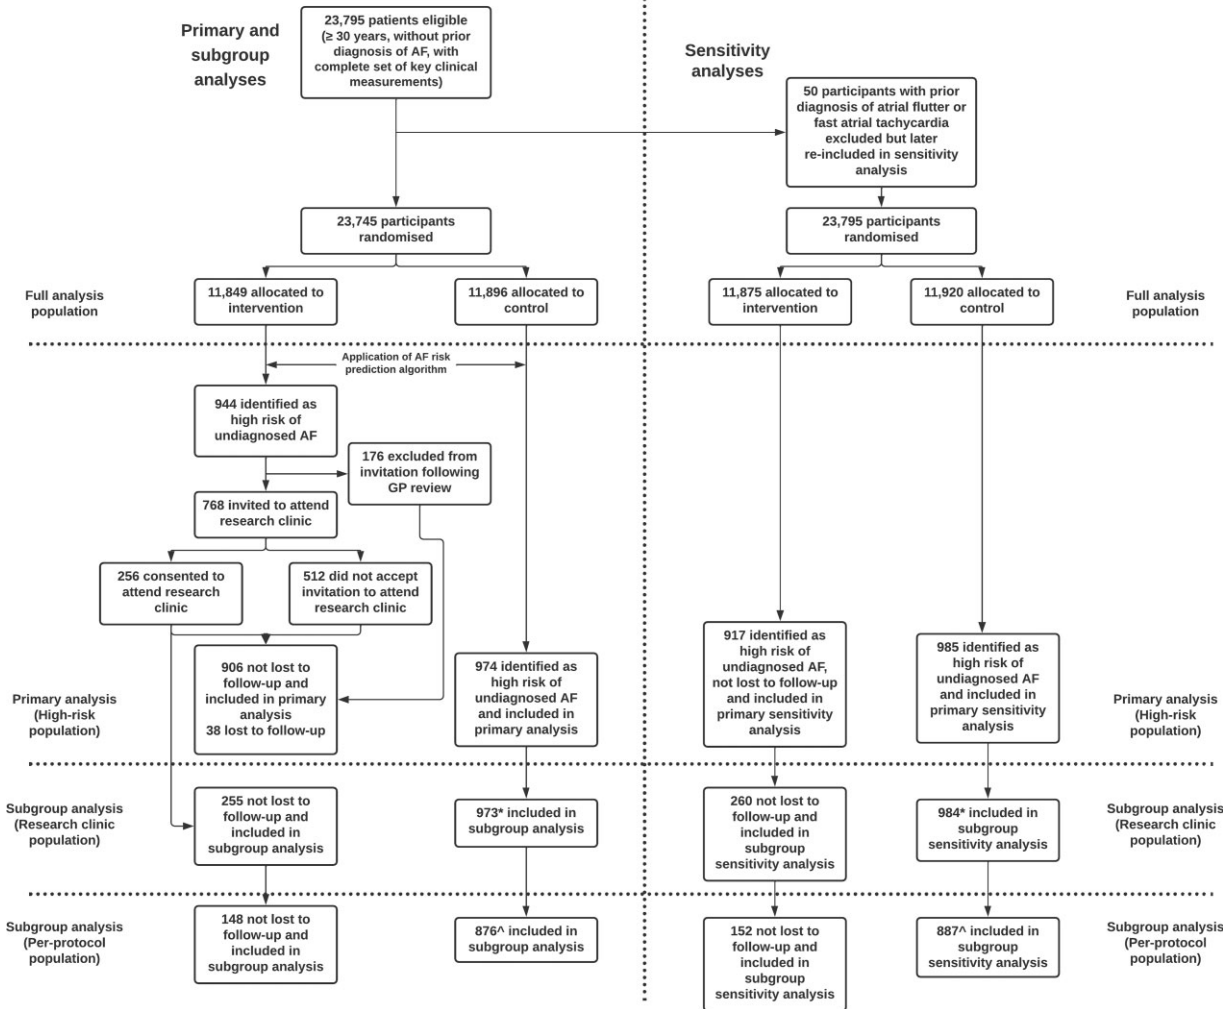 Primary and
subgroup
analyses
23,795 patients eligible
(≥ 30 years, without prior
diagnosis of AF, with
complete set of key clinical
measurements)
Sensitivity
analyses
50 participants with prior
diagnosis of atrial flutter or
fast atrial tachycardia
excluded but later
re-included in sensitivity
analysis
23,745 participants
randomised
23,795 participants
randomised
Full analysis
population
11,849 allocated to
intervention
11,896 allocated to
control
11,875 allocated to
intervention
11,920 allocated to
control
Full analysis
population
Application of AF risk
prediction algorithm
944 identified as
high risk of
undiagnosed AF
176 excluded from
invitation following
GP review
768 invited to attend
research clinic
256 consented to
attend research
clinic
512 did not accept
invitation to attend
research clinic
Primary analysis
(High-risk
population)
906 not lost to
follow-up and
included in primary
analysis
38 lost to follow-up
974 identified as
high risk of
undiagnosed AF
and included in
primary analysis
917 identified as
high risk of
undiagnosed AF,
not lost to follow-up
and included in
primary sensitivity
analysis
985 identified as
high risk of
undiagnosed AF
and included in
primary sensitivity
analysis
Primary analysis
(High-risk
population)
Subgroup analysis
(Research clinic
population)
255 not lost to
follow-up and
included in
subgroup analysis
973* included in
subgroup analysis
260 not lost to
follow-up and
included in
subgroup
sensitivity analysis
984* included in
subgroup
sensitivity analysis
Subgroup analysis
(Research clinic
population)
Subgroup analysis
(Per-protocol
population)
148 not lost to
follow-up and
included in
subgroup analysis
876^ included in
subgroup analysis
152 not lost to
follow-up and
included in
subgroup
sensitivity analysis
887^ included in
subgroup
sensitivity analysis
Subgroup analysis
(Per-protocol
population)